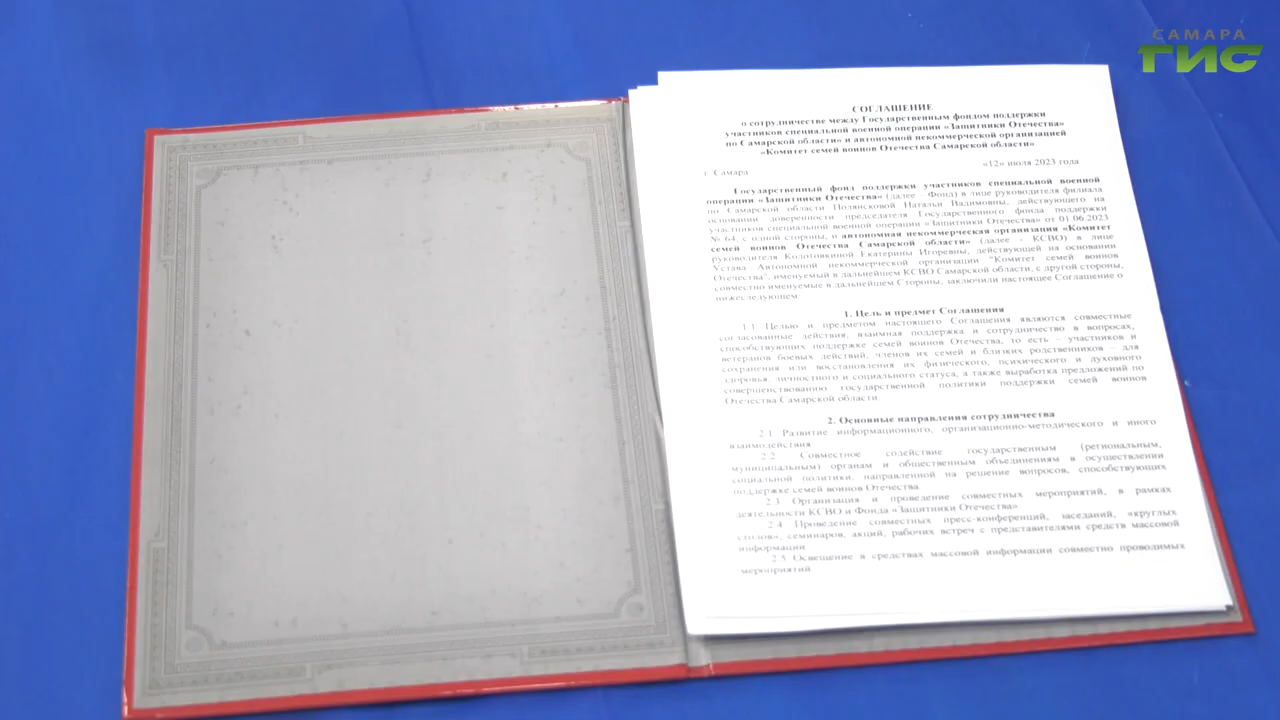 САМАРА
ГИС
СОГЛАШЕНИЕ
о сотрудничестве между Государственным фондом поддержки
участников специальной военной операции «Защитники Отечества»
по Самарской области» и автономной некоммерческой организацией
«Комитет семей воинов Отечества Самарской области»
«12» июля 2023 года
г. Самара
Государственный фонд поддержки участников специальной военной
операции «Защитники Отечества» (далее – Фонд) в лице руководителя филиала
по Самарской области Полянсковой Натальи Вадимовны, действующего на
основании доверенности председателя Государственного фонда поддержки
участников специальной военной операции «Защитники Отечества» от 01.06.2023
№ 64, с одной стороны, и автономная некоммерческая организация «Комитет
семей воинов Отечества Самарской области» (далее - КСВО) в лице
руководителя Колотовкиной Екатерины Игоревны, действующей на основании
Устава Автономной некоммерческой организации "Комитет семей воинов
Отечества", именуемый в дальнейшем КСВО Самарской области, с другой стороны,
совместно именуемые в дальнейшем Стороны, заключили настоящее Соглашение о
нижеследующем
1. Цель и предмет Соглашения
1.1 Целью и предметом настоящего Соглашения являются совместные
согласованные действия, взаимная поддержка и сотрудничество в вопросах,
способствующих поддержке семей воинов Отечества, то есть – участников и
ветеранов боевых действий, членов их семей и близких родственников – для
сохранения или восстановления их физического, психического и духовного
здоровья, личностного и социального статуса, а также выработка предложений по
совершенствованию государственной политики поддержки семей воинов
Отечества Самарской области.
2. Основные направления сотрудничества
2.1 Развитие информационного, организационно-методического и иного
взаимодействия
2.2 Совместное содействие государственным (региональным,
муниципальным) органам и общественным объединениям в осуществлении
социальной политики, направленной на решение вопросов, способствующих
поддержке семей воинов Отечества
2.3 Организация и проведение совместных мероприятий, в рамках
деятельности КСВО и Фонда «Защитники Отечества»
2.4 Проведение совместных пресс-конференций, заседаний, «круглых
столов», семинаров, акций, рабочих встреч с представителями средств массовой
информации
2.5 Освещение в средствах массовой информации совместно проводимых
мероприятий